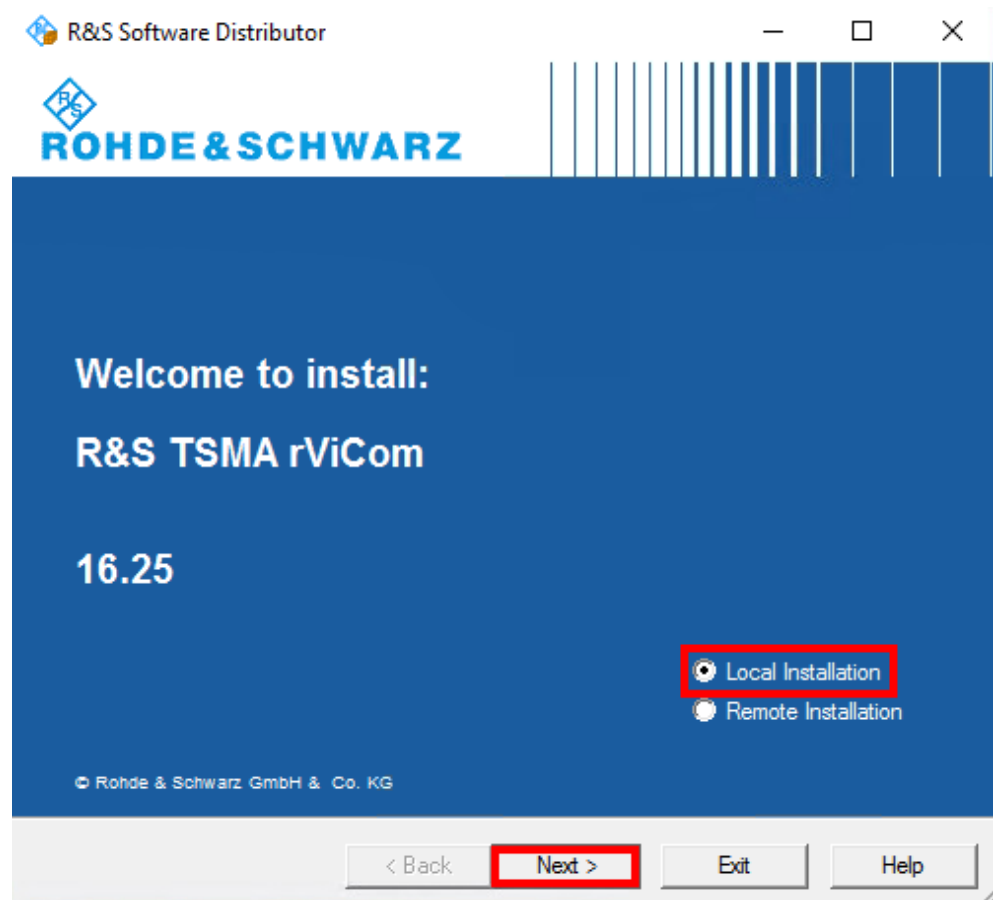 R&S Software Distributor
R&S
ROHDE&SCHWARZ
Welcome to install:
R&S TSMA rViCom
16.25
Local Installation
Remote Installation
© Rohde & Schwarz GmbH & Co. KG
< Back Next > Exit Help